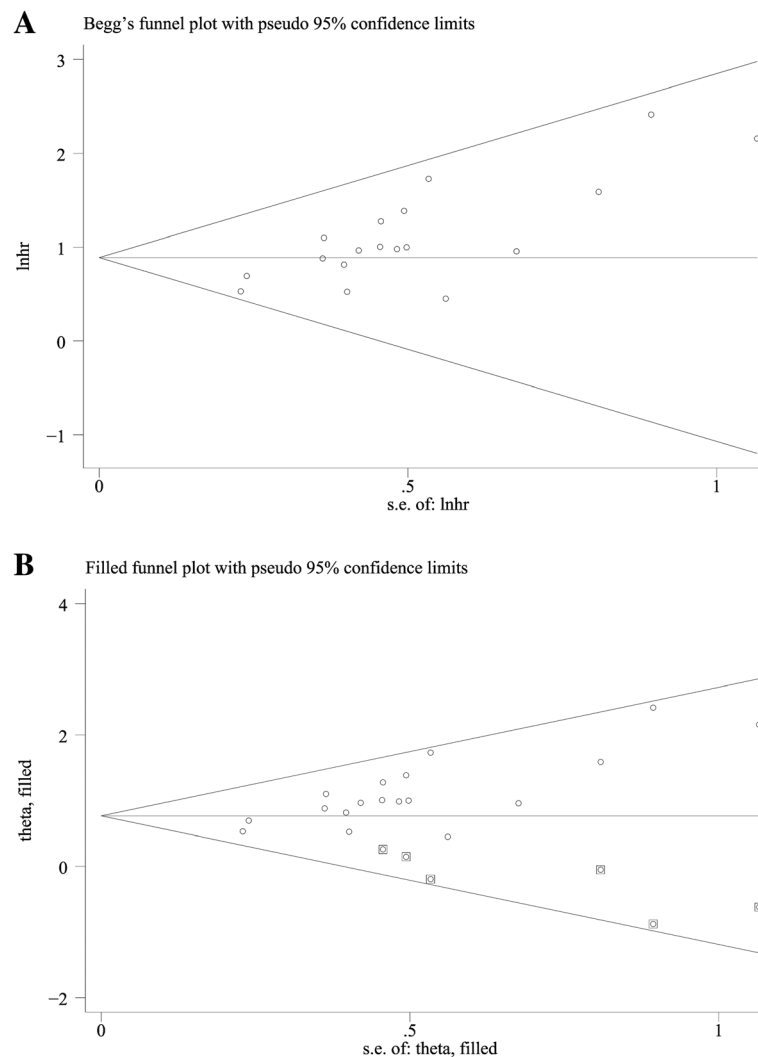 A
Begg's funnel plot with pseudo 95% confidence limits
3
2
1
0
−1
lnhr
0
.5
1
s.e. of: lnhr
B
Filled funnel plot with pseudo 95% confidence limits
4
2
0
−2
theta, filled
0
.5
1
s.e. of: theta, filled